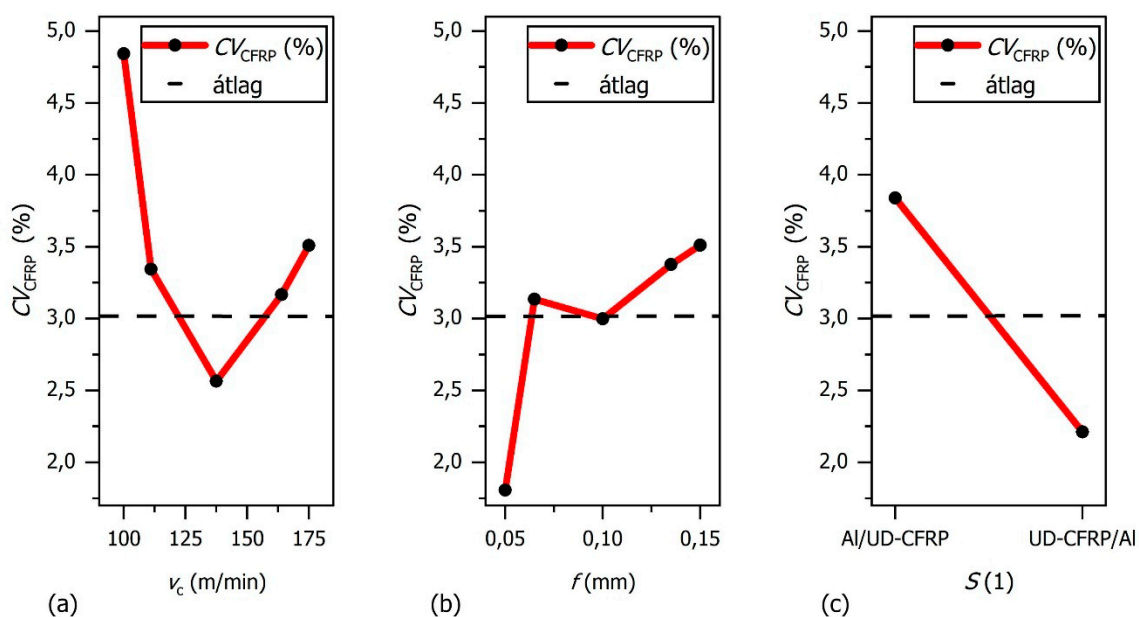 CV_CFRP (%)
5,0
4,5
4,0
3,5
3,0
2,5
2,0
CV_CFRP (%)
átlag
100 125 150 175
v_c (m/min)
(a)
CV_CFRP (%)
5,0
4,5
4,0
3,5
3,0
2,5
2,0
CV_CFRP (%)
átlag
0,05 0,10 0,15
f (mm)
(b)
CV_CFRP (%)
5,0
4,5
4,0
3,5
3,0
2,5
2,0
CV_CFRP (%)
átlag
Al/UD-CFRP UD-CFRP/Al
S (1)
(c)